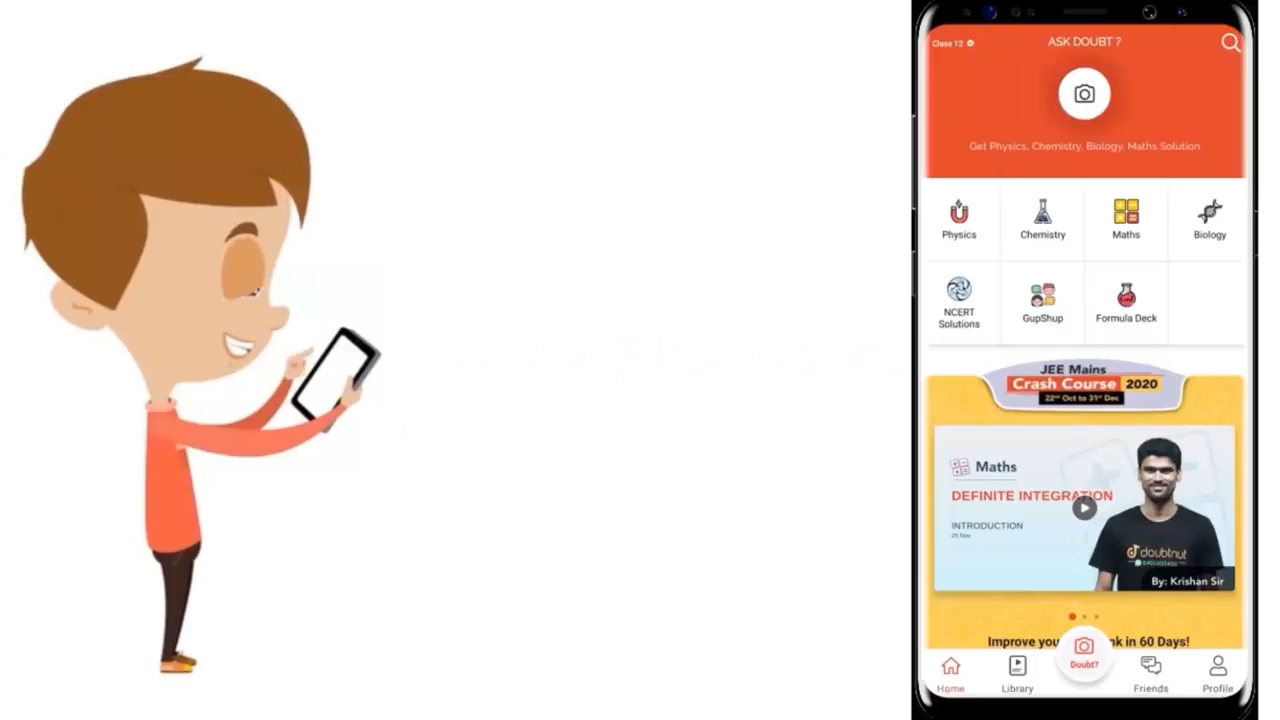 Class 12
ASK DOUBT ?
Get Physics, Chemistry, Biology, Maths Solution
Physics
Chemistry
Maths
Biology
NCERT
Solutions
GupShup
Formula Deck
JEE Mains
Crash Course 2020
22nd Oct to 31st Dec
Maths
DEFINITE INTEGRATION
INTRODUCTION
doubtnut
By: Krishan Sir
in 60 Days!
Doubt?
Home
Library
Friends
Profile